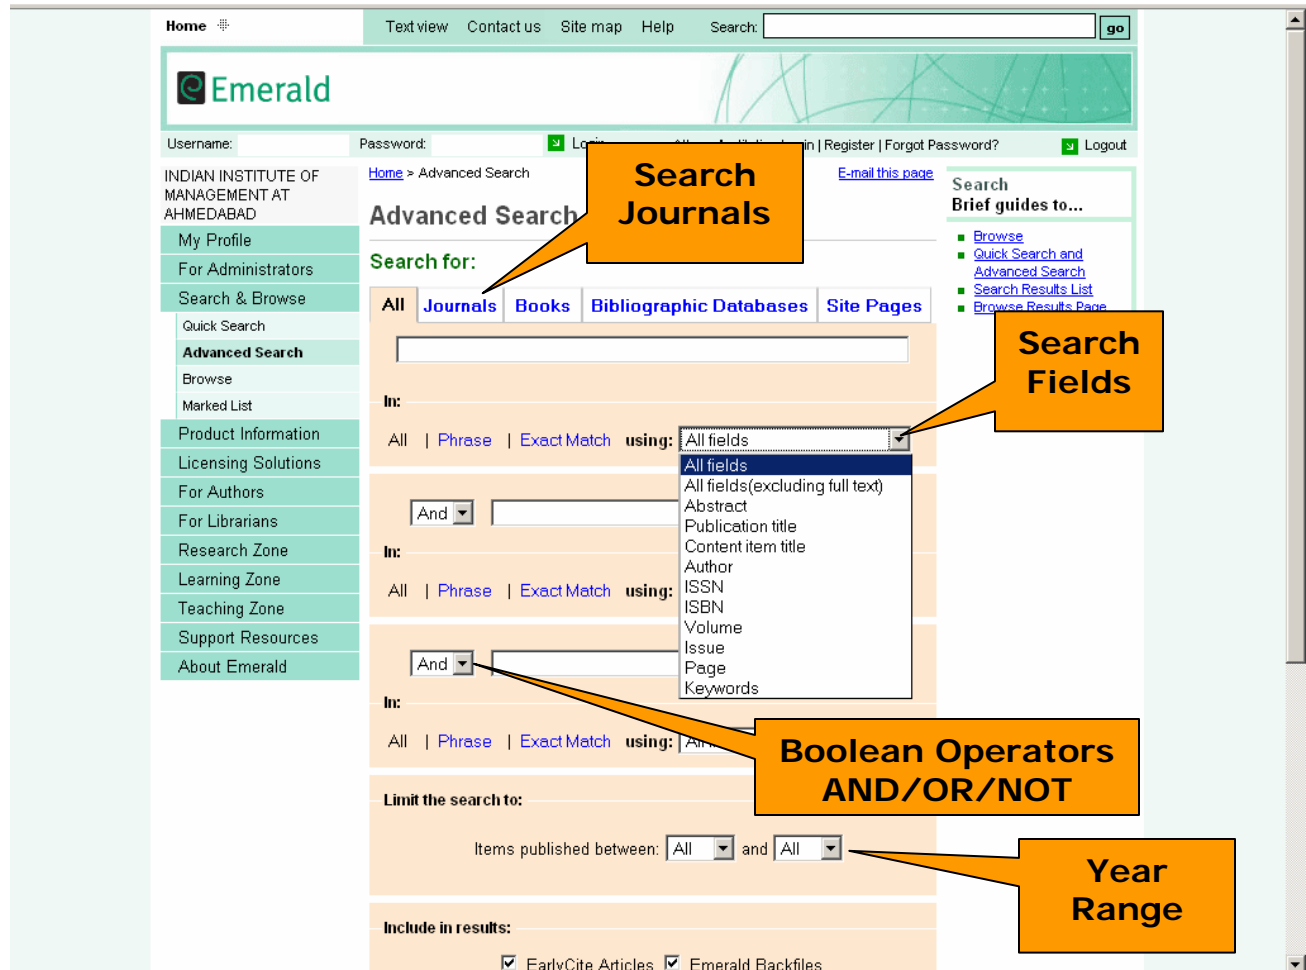 Home
Text view Contact us Site map Help Search: go
Emerald
Username: Password: Register | Forgot Password? Logout
INDIAN INSTITUTE OF
MANAGEMENT AT
AHMEDABAD
My Profile
For Administrators
Search & Browse
Quick Search
Advanced Search
Browse
Marked List
Product Information
Licensing Solutions
For Authors
For Librarians
Research Zone
Learning Zone
Teaching Zone
Support Resources
About Emerald
Home > Advanced Search
E-mail this page
Advanced Search
Search
Journals
Search for:
All Journals Books Bibliographic Databases Site Pages
In:
All | Phrase | Exact Match using: All fields
All fields
All fields(excluding full text)
Abstract
Publication title
Content item title
Author
ISSN
ISBN
Volume
Issue
Page
Keywords
Search
Fields
And
In:
All | Phrase | Exact Match using:
And
In:
All | Phrase | Exact Match using:
Boolean Operators
AND/OR/NOT
Limit the search to:
Items published between: All and All
Year
Range
Include in results:
EarlyCite Articles Emerald Backfiles
Search
Brief guides to...
Browse
Quick Search and
Advanced Search
Search Results List
Browse Results Page